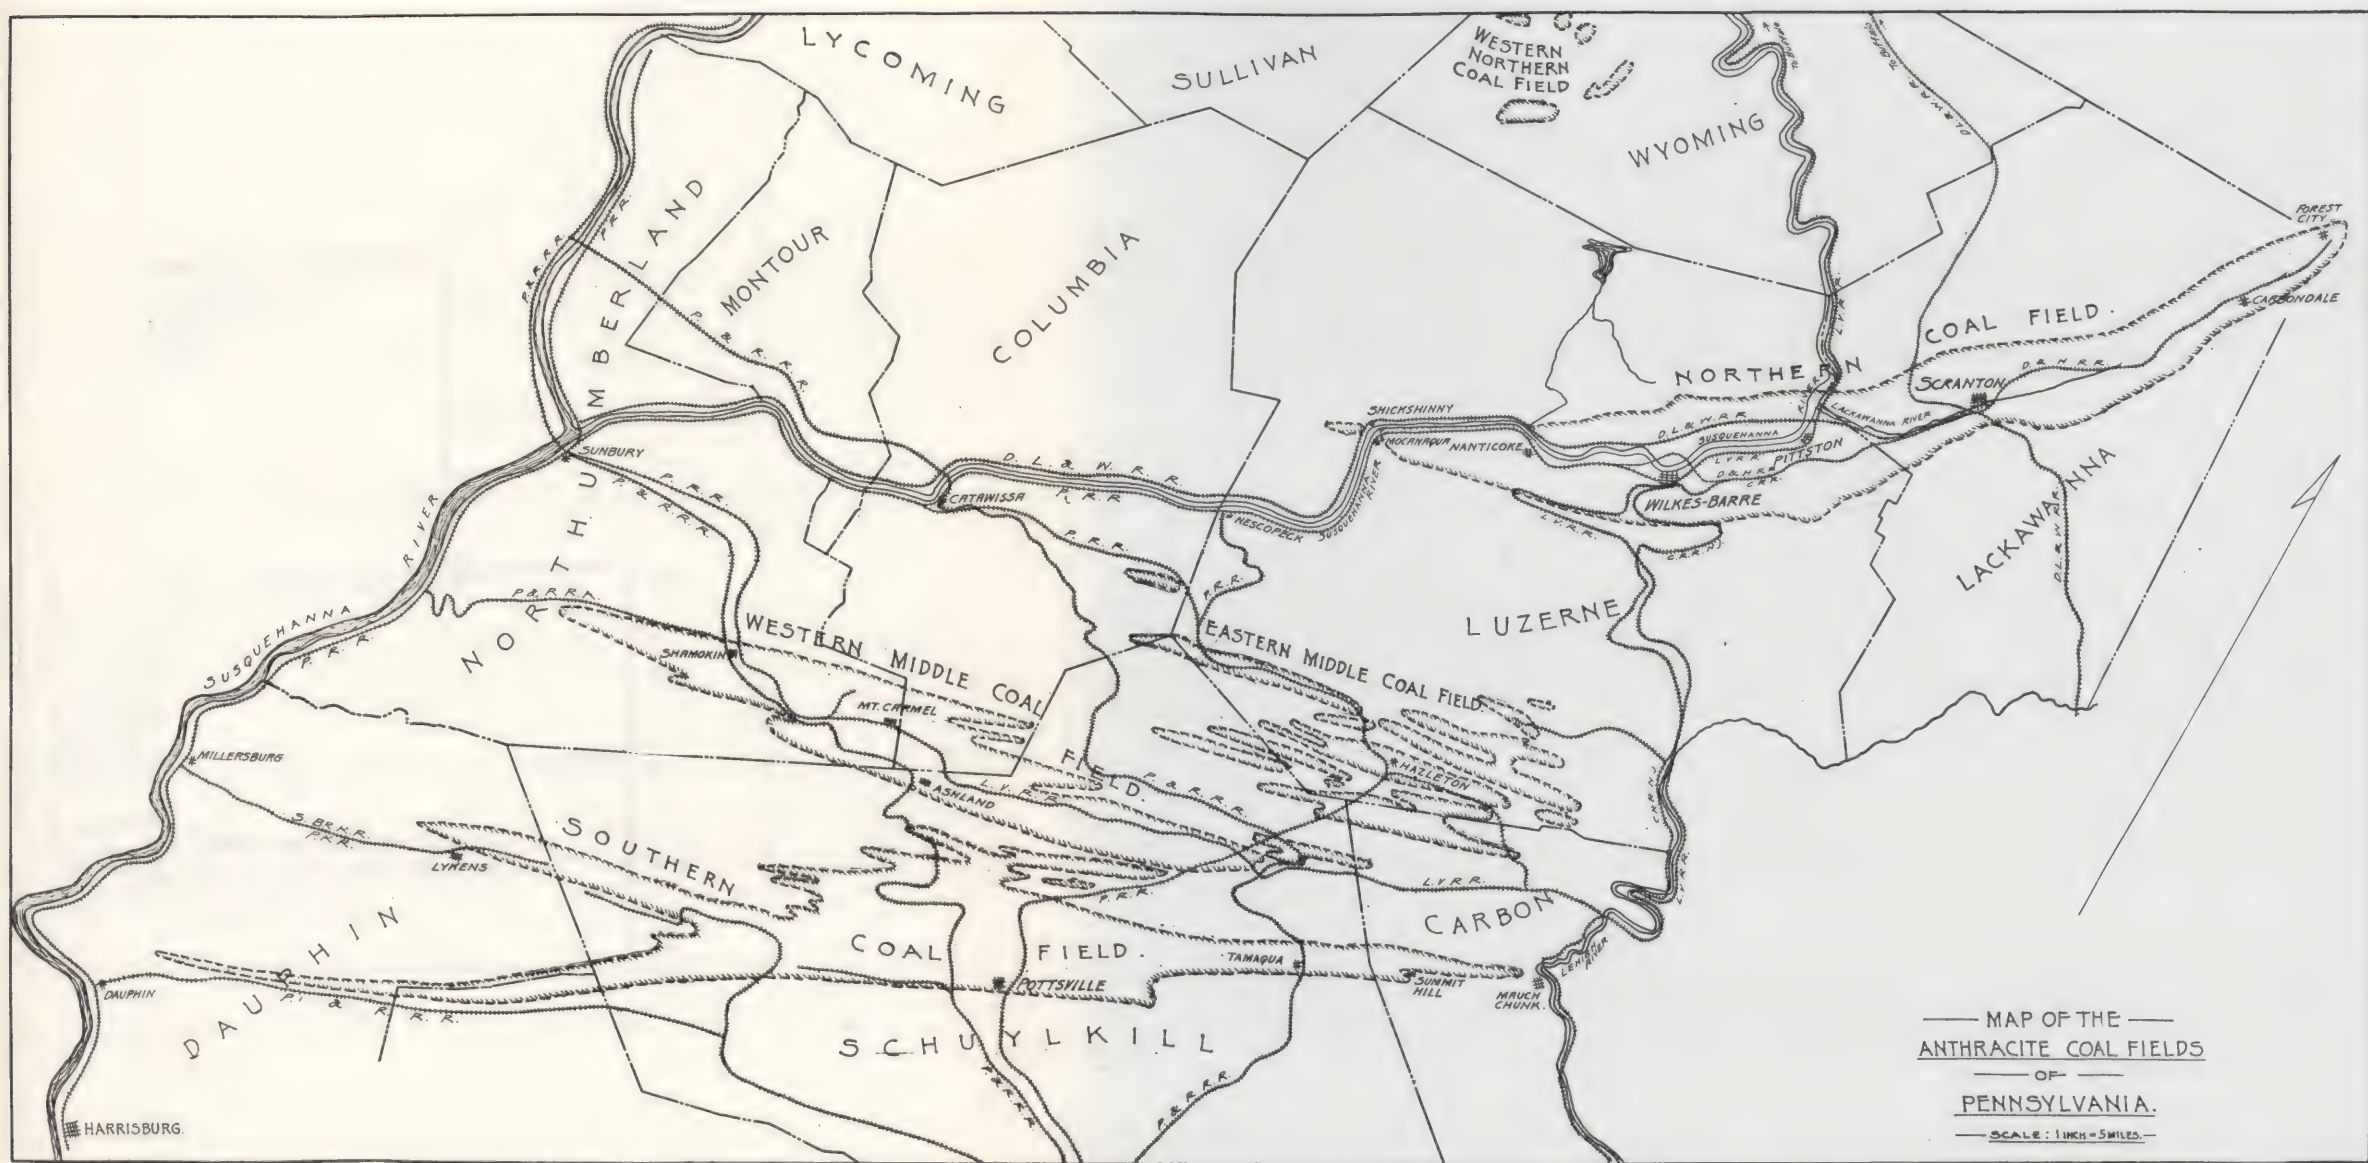 LYCOMING
SULLIVAN
WESTERN
NORTHERN
COAL FIELD
WYOMING
D.L. & W. R.R.
FOREST
CITY
CARBONDALE
NORTHUMBERLAND
P. & R. R. R.
P. R. R.
MONTOUR
P. & R. R. R.
COLUMBIA
L.V.R.R.
NORTHERN
COAL FIELD.
D. & H. R.R.
SCRANTON
LACKAWANNA RIVER
SHICKSHINNY
MOCANAQUA
NANTICOKE
D. L. & W. R.R.
SUSQUEHANNA
RIVER
L.V.R.R.
PITTSTON
D. & H. R.R.
C.R.R.
WILKES-BARRE
L.V.R.R.
C.R.R.N.J.
LACKAWANNA
D.L. & W. R.R.
SUNBURY
P. R. R.
P. & R. R. R.
CATAWISSA
D. L. & W. R. R.
P. R. R.
NESCOPECK
SUSQUEHANNA
RIVER
P. R. R.
P.R.R.
LUZERNE
SUSQUEHANNA
RIVER
P. R. R.
P. & R. R. R.
SHAMOKIN
WESTERN MIDDLE COAL
FIELD.
MT. CARMEL
EASTERN MIDDLE COAL FIELD.
HAZLETON
P. & R. R. R.
L. V. R. R.
ASHLAND
C.R.R.N.J.
L.V.R.R.
MILLERSBURG
S. BR. R.R.
P.R.R.
LYKENS
SOUTHERN
COAL FIELD.
P.R.R.
L.V.R.R.
CARBON
LEHIGH
RIVER
TAMAQUA
SUMMIT
HILL
MAUCH
CHUNK.
POTTSVILLE
DAUPHIN
DAUPHIN
P. & R. R. R.
SCHUYLKILL
P. & R. R. R.
P. & R. R. R.
HARRISBURG.
MAP OF THE
ANTHRACITE COAL FIELDS
OF
PENNSYLVANIA.
SCALE: 1 INCH = 5 MILES.